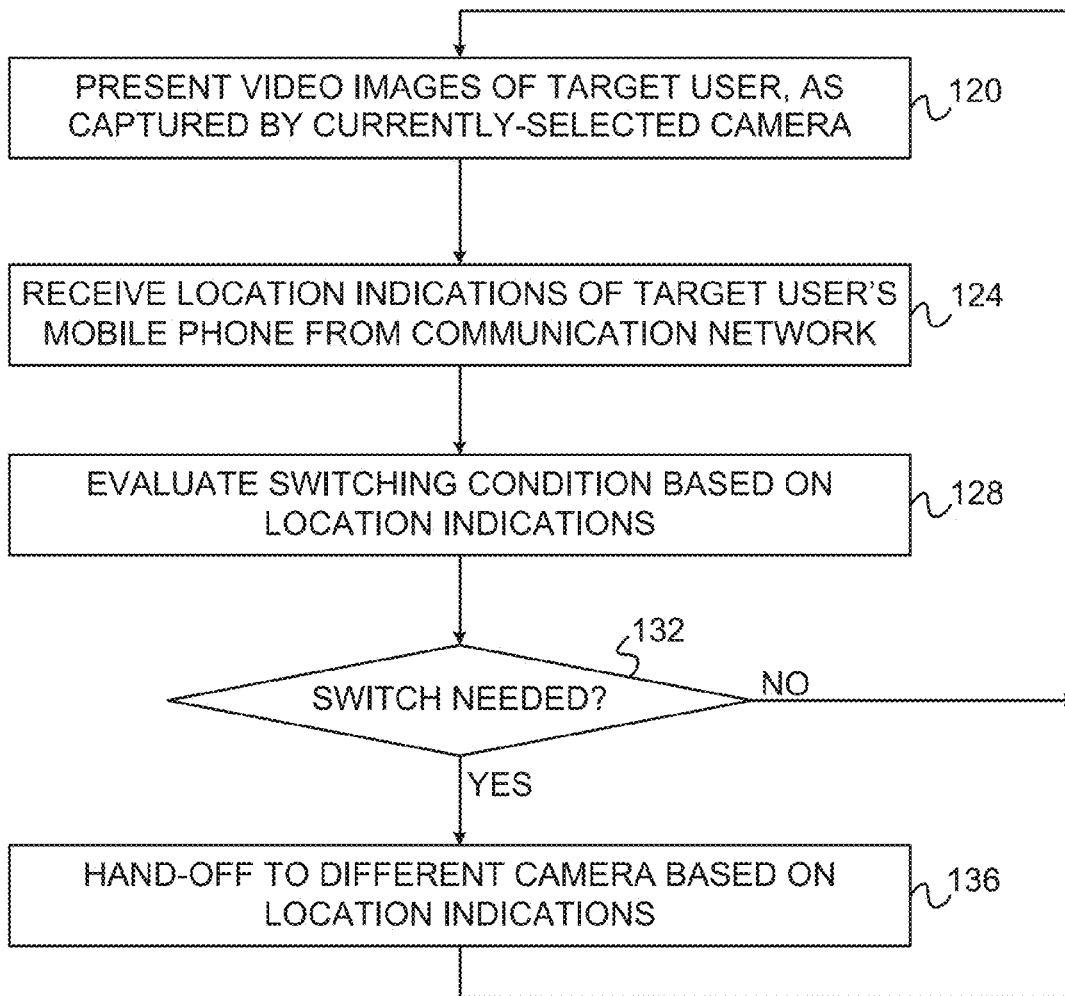 PRESENT VIDEO IMAGES OF TARGET USER, AS
CAPTURED BY CURRENTLY-SELECTED CAMERA
120
RECEIVE LOCATION INDICATIONS OF TARGET USER'S
MOBILE PHONE FROM COMMUNICATION NETWORK
124
EVALUATE SWITCHING CONDITION BASED ON
LOCATION INDICATIONS
128
132
SWITCH NEEDED?
NO
YES
HAND-OFF TO DIFFERENT CAMERA BASED ON
LOCATION INDICATIONS
136